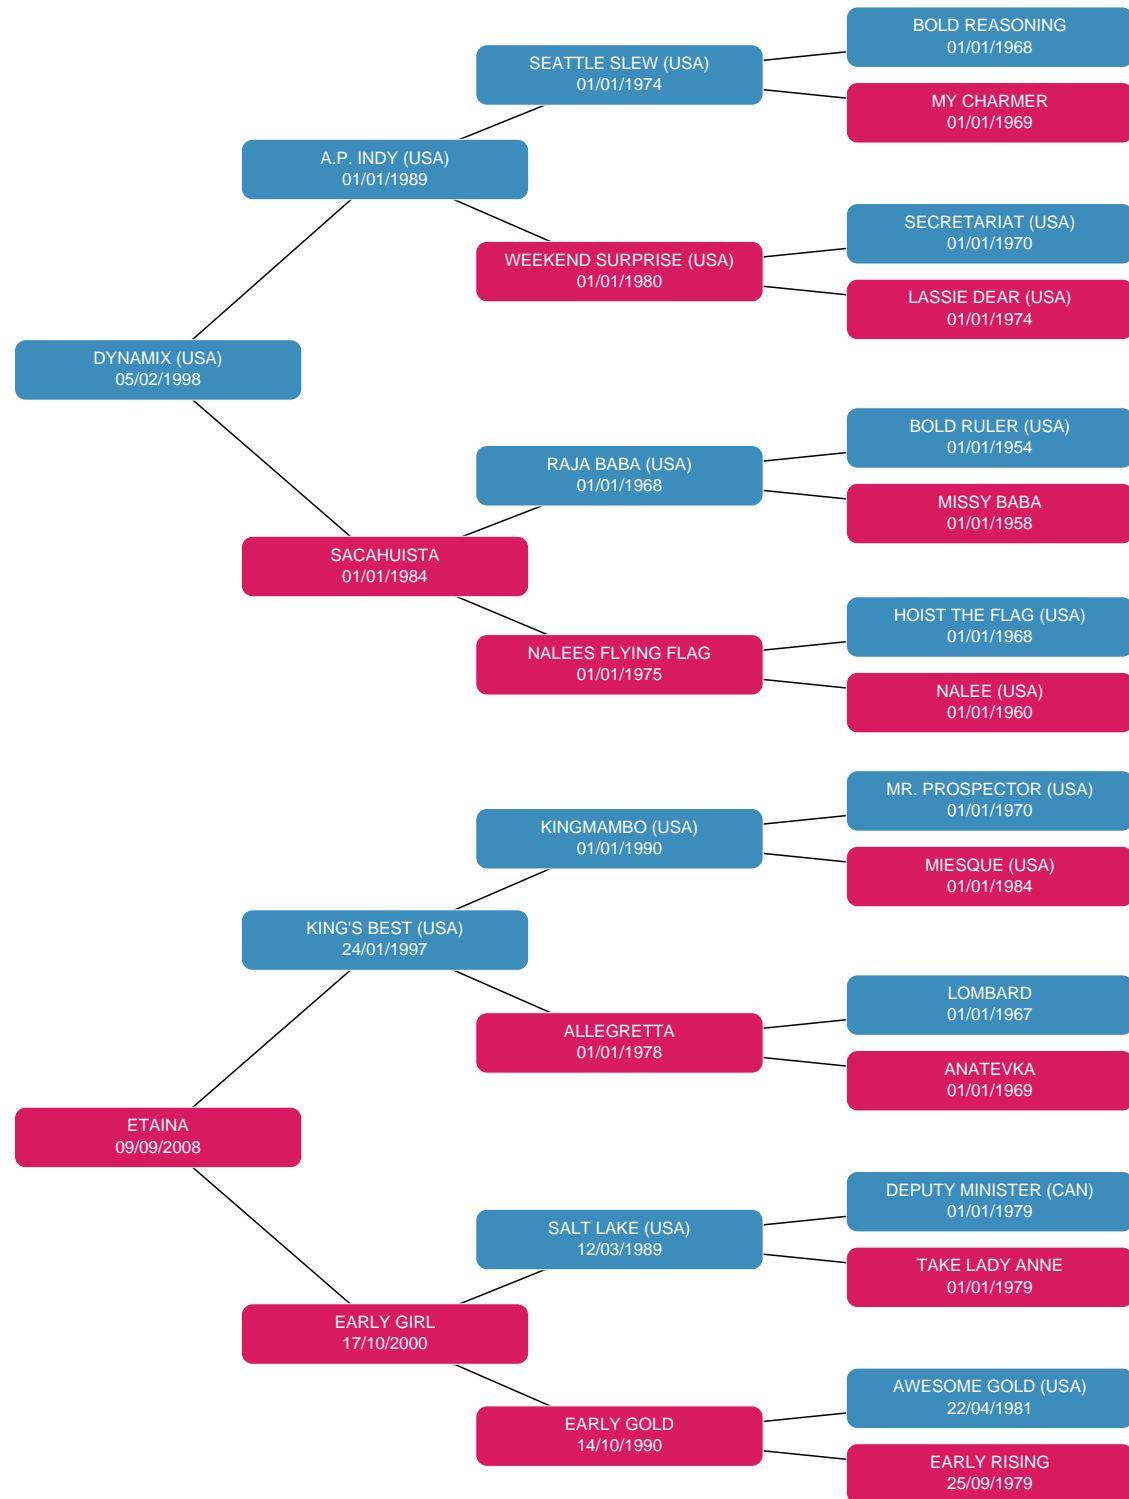 BOLD REASONING
01/01/1968
SEATTLE SLEW (USA)
01/01/1974
MY CHARMER
01/01/1969
A.P. INDY (USA)
01/01/1989
SECRETARIAT (USA)
01/01/1970
WEEKEND SURPRISE (USA)
01/01/1980
LASSIE DEAR (USA)
01/01/1974
DYNAMIX (USA)
05/02/1998
BOLD RULER (USA)
01/01/1954
RAJA BABA (USA)
01/01/1968
MISSY BABA
01/01/1958
SACAHUISTA
01/01/1984
HOIST THE FLAG (USA)
01/01/1968
NALEES FLYING FLAG
01/01/1975
NALEE (USA)
01/01/1960
MR. PROSPECTOR (USA)
01/01/1970
KINGMAMBO (USA)
01/01/1990
MIESQUE (USA)
01/01/1984
KING'S BEST (USA)
24/01/1997
LOMBARD
01/01/1967
ALLEGRETTA
01/01/1978
ANATEVKA
01/01/1969
ETAINA
09/09/2008
DEPUTY MINISTER (CAN)
01/01/1979
SALT LAKE (USA)
12/03/1989
TAKE LADY ANNE
01/01/1979
EARLY GIRL
17/10/2000
AWESOME GOLD (USA)
22/04/1981
EARLY GOLD
14/10/1990
EARLY RISING
25/09/1979